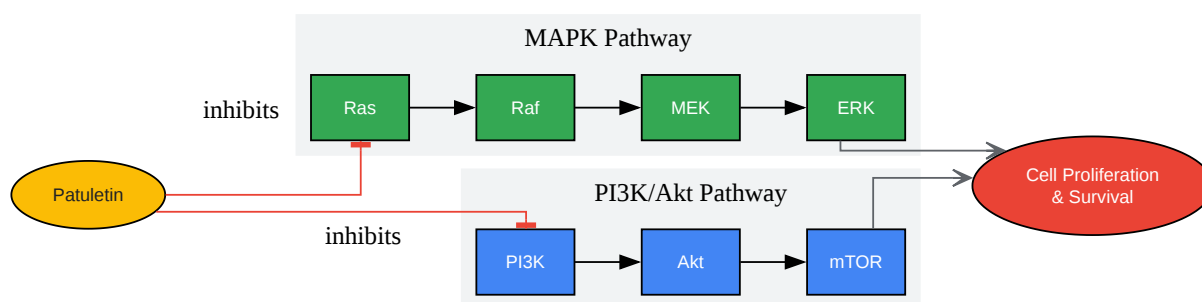 MAPK Pathway
Ras
Raf
MEK
ERK
inhibits
Patuletin
Cell Proliferation
& Survival
PI3K/Akt Pathway
inhibits
PI3K
Akt
mTOR